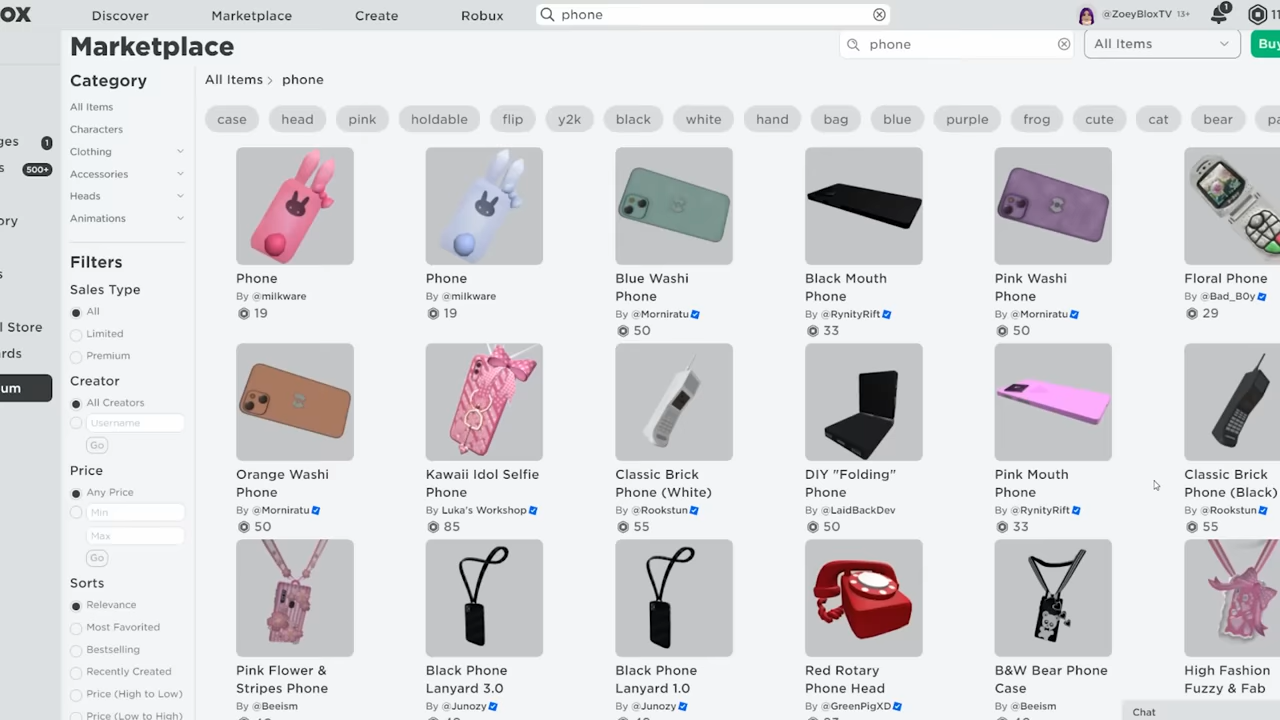 OX
Discover
Marketplace
Create
Robux
phone
@ZoeyBloxTV 13+
1
11
Marketplace
phone
All Items
Buy
Category
All Items
Characters
Clothing
Accessories
Heads
Animations
Filters
Sales Type
All
Limited
Premium
Creator
All Creators
Username
Go
Price
Any Price
Min
Max
Go
Sorts
Relevance
Most Favorited
Bestselling
Recently Created
Price (High to Low)
Price (Low to High)
ges 1
s 500+
ory
s
l Store
rds
um
All Items > phone
case head pink holdable flip y2k black white hand bag blue purple frog cute cat bear pa
Phone
By @milkware
19
Phone
By @milkware
19
Blue Washi
Phone
By @Morniratu
50
Black Mouth
Phone
By @RynityRift
33
Pink Washi
Phone
By @Morniratu
50
Floral Phone
By @Bad_B0y
29
Orange Washi
Phone
By @Morniratu
50
Kawaii Idol Selfie
Phone
By Luka's Workshop
85
Classic Brick
Phone (White)
By @Rookstun
55
DIY "Folding"
Phone
By @LaidBackDev
50
Pink Mouth
Phone
By @RynityRift
33
Classic Brick
Phone (Black)
By @Rookstun
55
Pink Flower &
Stripes Phone
By @Beeism
Black Phone
Lanyard 3.0
By @Junozy
Black Phone
Lanyard 1.0
By @Junozy
Red Rotary
Phone Head
By @GreenPigXD
B&W Bear Phone
Case
By @Beeism
High Fashion
Fuzzy & Fab
Chat